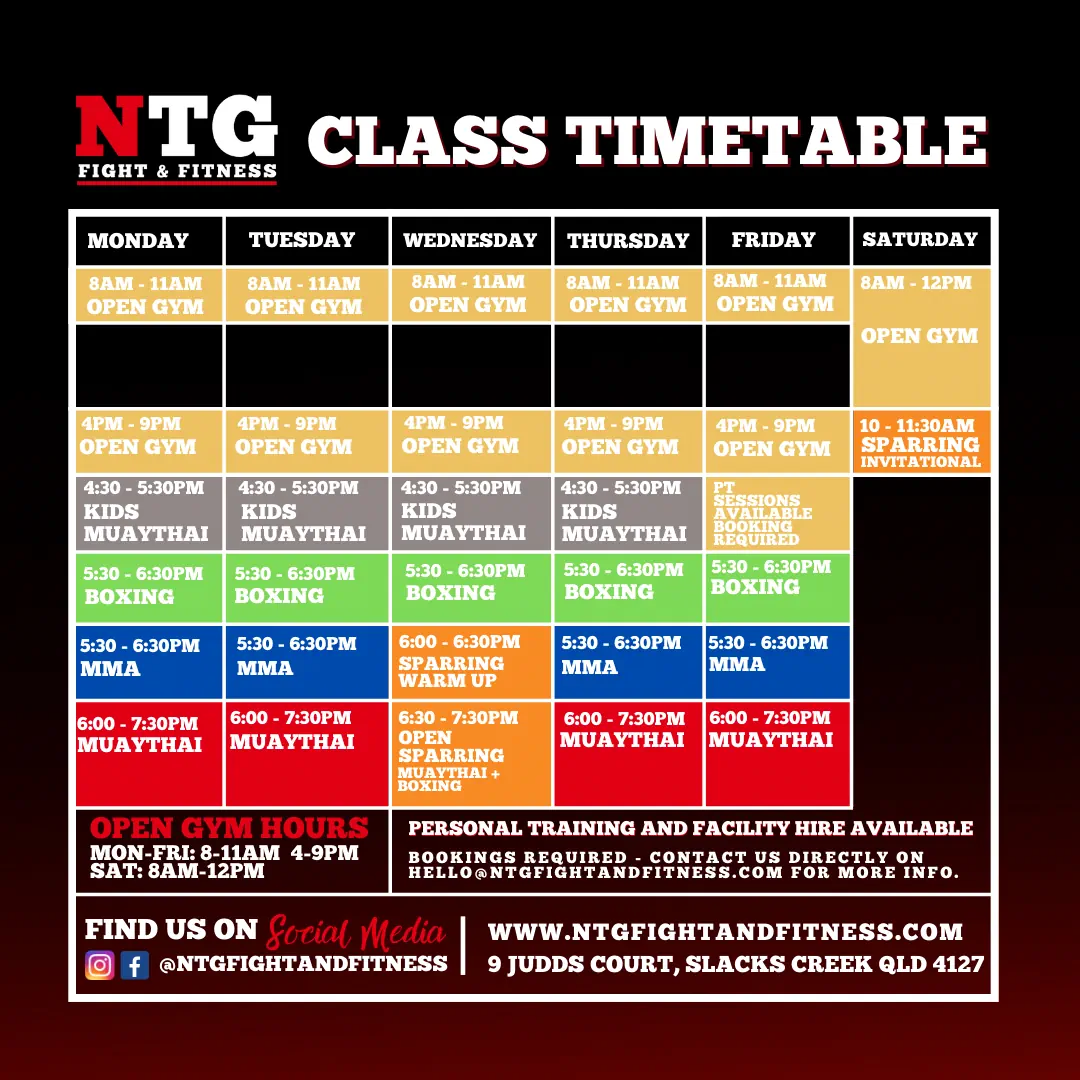 NTG
FIGHT & FITNESS
CLASS TIMETABLE
MONDAY
TUESDAY
WEDNESDAY
THURSDAY
FRIDAY
SATURDAY
8AM - 11AM
OPEN GYM
8AM - 11AM
OPEN GYM
8AM - 11AM
OPEN GYM
8AM - 11AM
OPEN GYM
8AM - 11AM
OPEN GYM
8AM - 12PM
OPEN GYM
4PM - 9PM
OPEN GYM
4PM - 9PM
OPEN GYM
4PM - 9PM
OPEN GYM
4PM - 9PM
OPEN GYM
4PM - 9PM
OPEN GYM
10 - 11:30AM
SPARRING
INVITATIONAL
4:30 - 5:30PM
KIDS
MUAYTHAI
4:30 - 5:30PM
KIDS
MUAYTHAI
4:30 - 5:30PM
KIDS
MUAYTHAI
4:30 - 5:30PM
KIDS
MUAYTHAI
PT
SESSIONS
AVAILABLE
BOOKING
REQUIRED
5:30 - 6:30PM
BOXING
5:30 - 6:30PM
BOXING
5:30 - 6:30PM
BOXING
5:30 - 6:30PM
BOXING
5:30 - 6:30PM
BOXING
5:30 - 6:30PM
MMA
5:30 - 6:30PM
MMA
6:00 - 6:30PM
SPARRING
WARM UP
5:30 - 6:30PM
MMA
5:30 - 6:30PM
MMA
6:00 - 7:30PM
MUAYTHAI
6:00 - 7:30PM
MUAYTHAI
6:30 - 7:30PM
OPEN
SPARRING
MUAYTHAI +
BOXING
6:00 - 7:30PM
MUAYTHAI
6:00 - 7:30PM
MUAYTHAI
OPEN GYM HOURS
MON-FRI: 8-11AM 4-9PM
SAT: 8AM-12PM
PERSONAL TRAINING AND FACILITY HIRE AVAILABLE
BOOKINGS REQUIRED - CONTACT US DIRECTLY ON
HELLO@NTGFIGHTANDFITNESS.COM FOR MORE INFO.
FIND US ON Social Media
@NTGFIGHTANDFITNESS
WWW.NTGFIGHTANDFITNESS.COM
9 JUDDS COURT, SLACKS CREEK QLD 4127